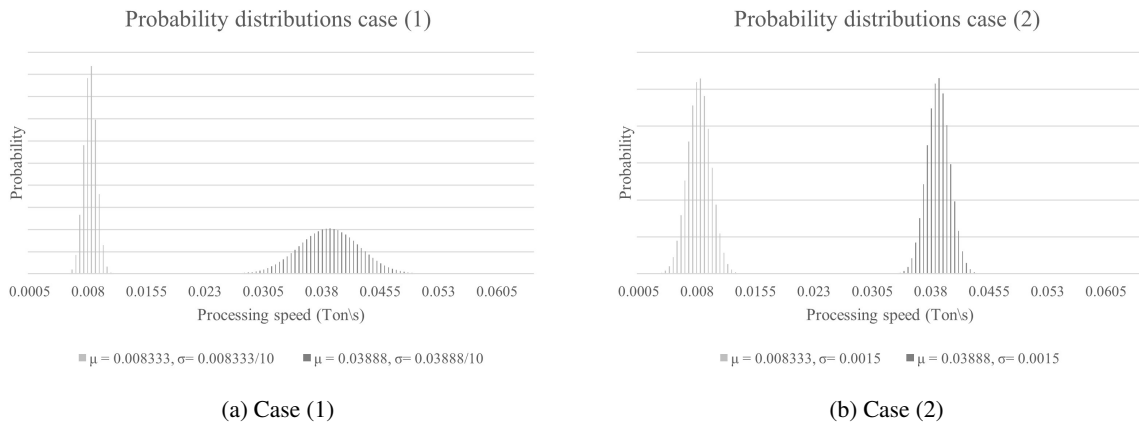 Probability distributions case (1)
Probability
0.0005 0.008 0.0155 0.023 0.0305 0.038 0.0455 0.053 0.0605
Processing speed (Ton\s)
μ = 0.008333, σ= 0.008333/10 μ = 0.03888, σ= 0.03888/10
(a) Case (1)
Probability distributions case (2)
Probability
0.0005 0.008 0.0155 0.023 0.0305 0.038 0.0455 0.053 0.0605
Processing speed (Ton\s)
μ = 0.008333, σ= 0.0015 μ = 0.03888, σ= 0.0015
(b) Case (2)